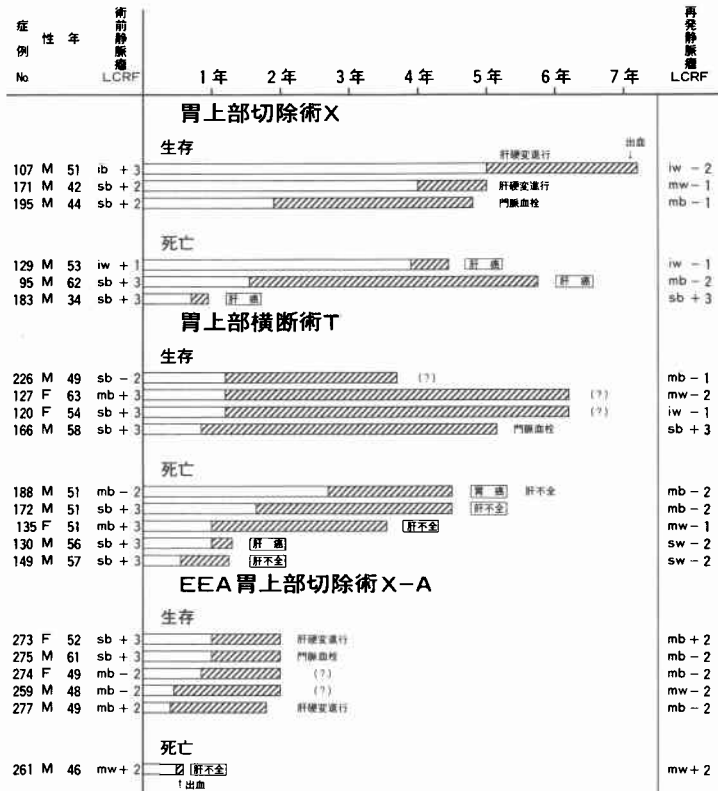 症例 No. 性 年 術前静脈瘤 LCRF 1年 2年 3年 4年 5年 6年 7年 再発静脈瘤 LCRF
胃上部切除術X
生存
出血
↓
肝硬変進行
107 M 51 ib + 3 iw - 2
171 M 42 sb + 2 肝硬変進行 mw - 1
195 M 44 sb + 2 門脈血栓 mb - 1
死亡
129 M 53 iw + 1 肝癌 iw - 1
95 M 62 sb + 3 肝癌 mb - 2
183 M 34 sb + 3 肝癌 sb + 3
胃上部横断術T
生存
226 M 49 sb - 2 (?) mb - 1
127 F 63 mb + 3 (?) mw - 2
120 F 54 sb + 3 (?) iw - 1
166 M 58 sb + 3 門脈血栓 sb + 3
死亡
188 M 51 mb - 2 胃癌 肝不全 mb - 2
172 M 51 sb + 3 肝不全 mb - 2
135 F 51 mb + 3 肝不全 mw - 1
130 M 56 sb + 3 肝癌 sw - 2
149 M 57 sb + 3 肝不全 sw - 2
EEA胃上部切除術X-A
生存
273 F 52 sb + 3 肝硬変進行 mb + 2
275 M 61 sb + 3 門脈血栓 mb - 2
274 F 49 mb - 2 (?) mb - 2
259 M 48 mb - 2 (?) mw - 2
277 M 49 mb + 2 肝硬変進行 mb - 2
死亡
261 M 46 mw + 2 肝不全 mw + 2
↑出血